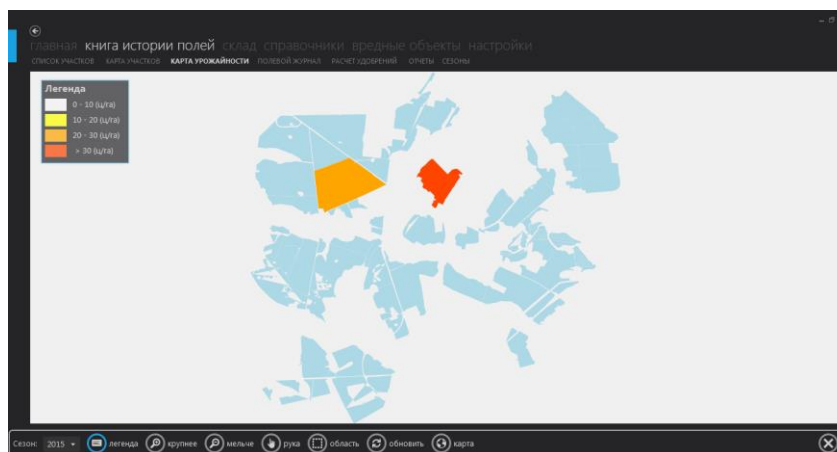 главная книга истории полей склад справочники вредные объекты настройки
СПИСОК УЧАСТКОВ КАРТА УЧАСТКОВ КАРТА УРОЖАЙНОСТИ ПОЛЕВОЙ ЖУРНАЛ РАСЧЕТ УДОБРЕНИЙ ОТЧЕТЫ СЕЗОНЫ
Легенда
0 - 10 (ц/га)
10 - 20 (ц/га)
20 - 30 (ц/га)
> 30 (ц/га)
Сезон: 2015 легенда крупнее мельче рука область обновить карта